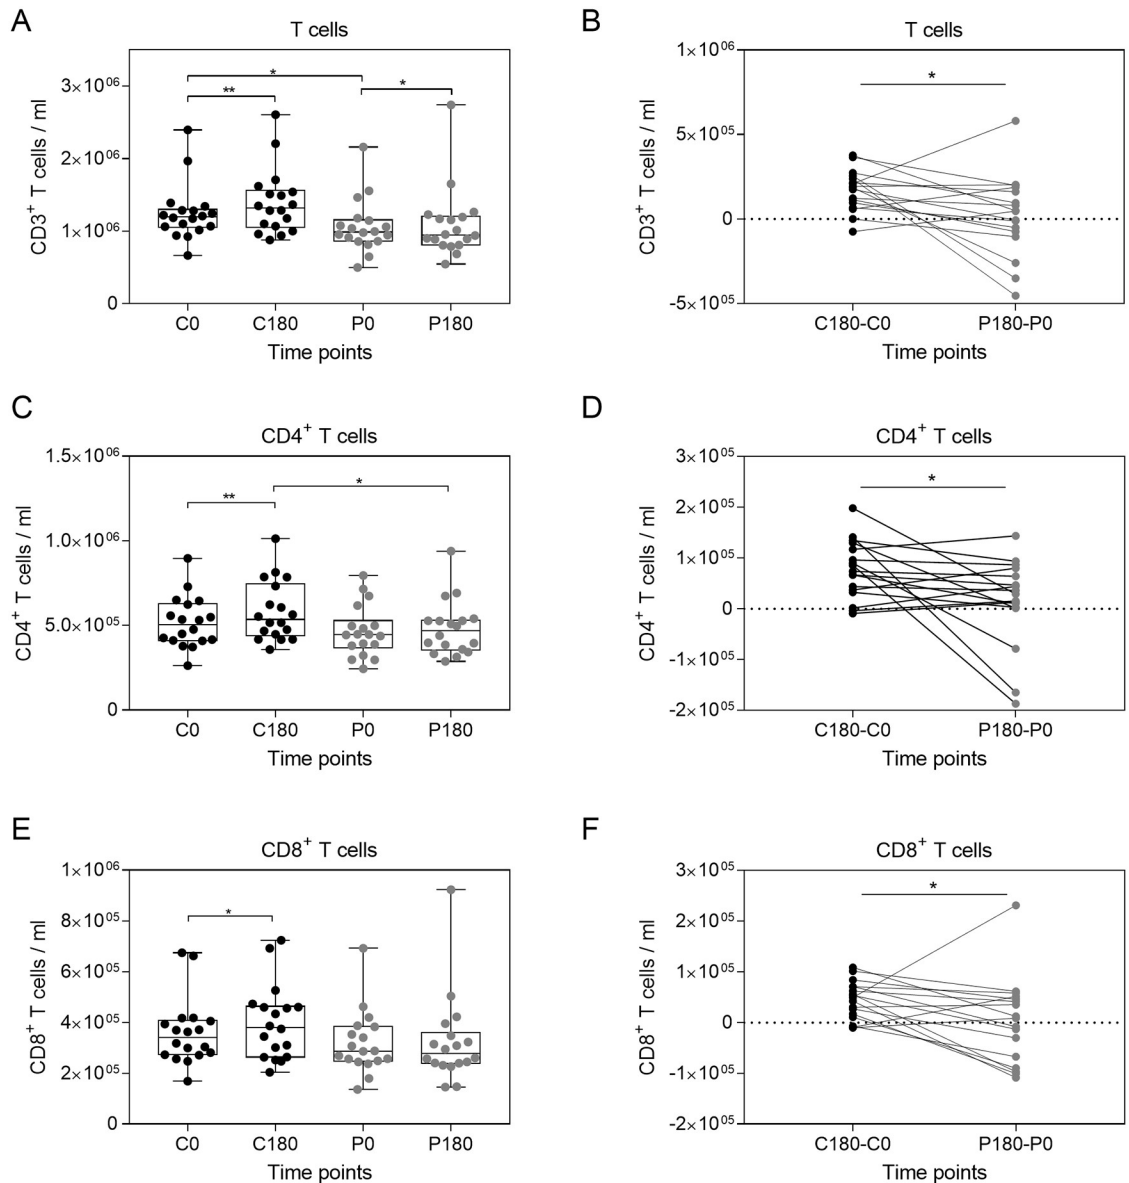 A
T cells
CD3⁺ T cells / ml
3×10⁰⁶
2×10⁰⁶
1×10⁰⁶
0
*
**
*
C0 C180 P0 P180
Time points
B
T cells
CD3⁺ T cells / ml
1×10⁰⁶
5×10⁰⁵
0
-5×10⁰⁵
*
C180-C0 P180-P0
Time points
C
CD4⁺ T cells
CD4⁺ T cells / ml
1.5×10⁰⁶
1.0×10⁰⁶
5.0×10⁰⁵
0
**
*
C0 C180 P0 P180
Time points
D
CD4⁺ T cells
CD4⁺ T cells / ml
3×10⁰⁵
2×10⁰⁵
1×10⁰⁵
0
-1×10⁰⁵
-2×10⁰⁵
*
C180-C0 P180-P0
Time points
E
CD8⁺ T cells
CD8⁺ T cells / ml
1×10⁰⁶
8×10⁰⁵
6×10⁰⁵
4×10⁰⁵
2×10⁰⁵
0
*
C0 C180 P0 P180
Time points
F
CD8⁺ T cells
CD8⁺ T cells / ml
3×10⁰⁵
2×10⁰⁵
1×10⁰⁵
0
-1×10⁰⁵
-2×10⁰⁵
*
C180-C0 P180-P0
Time points